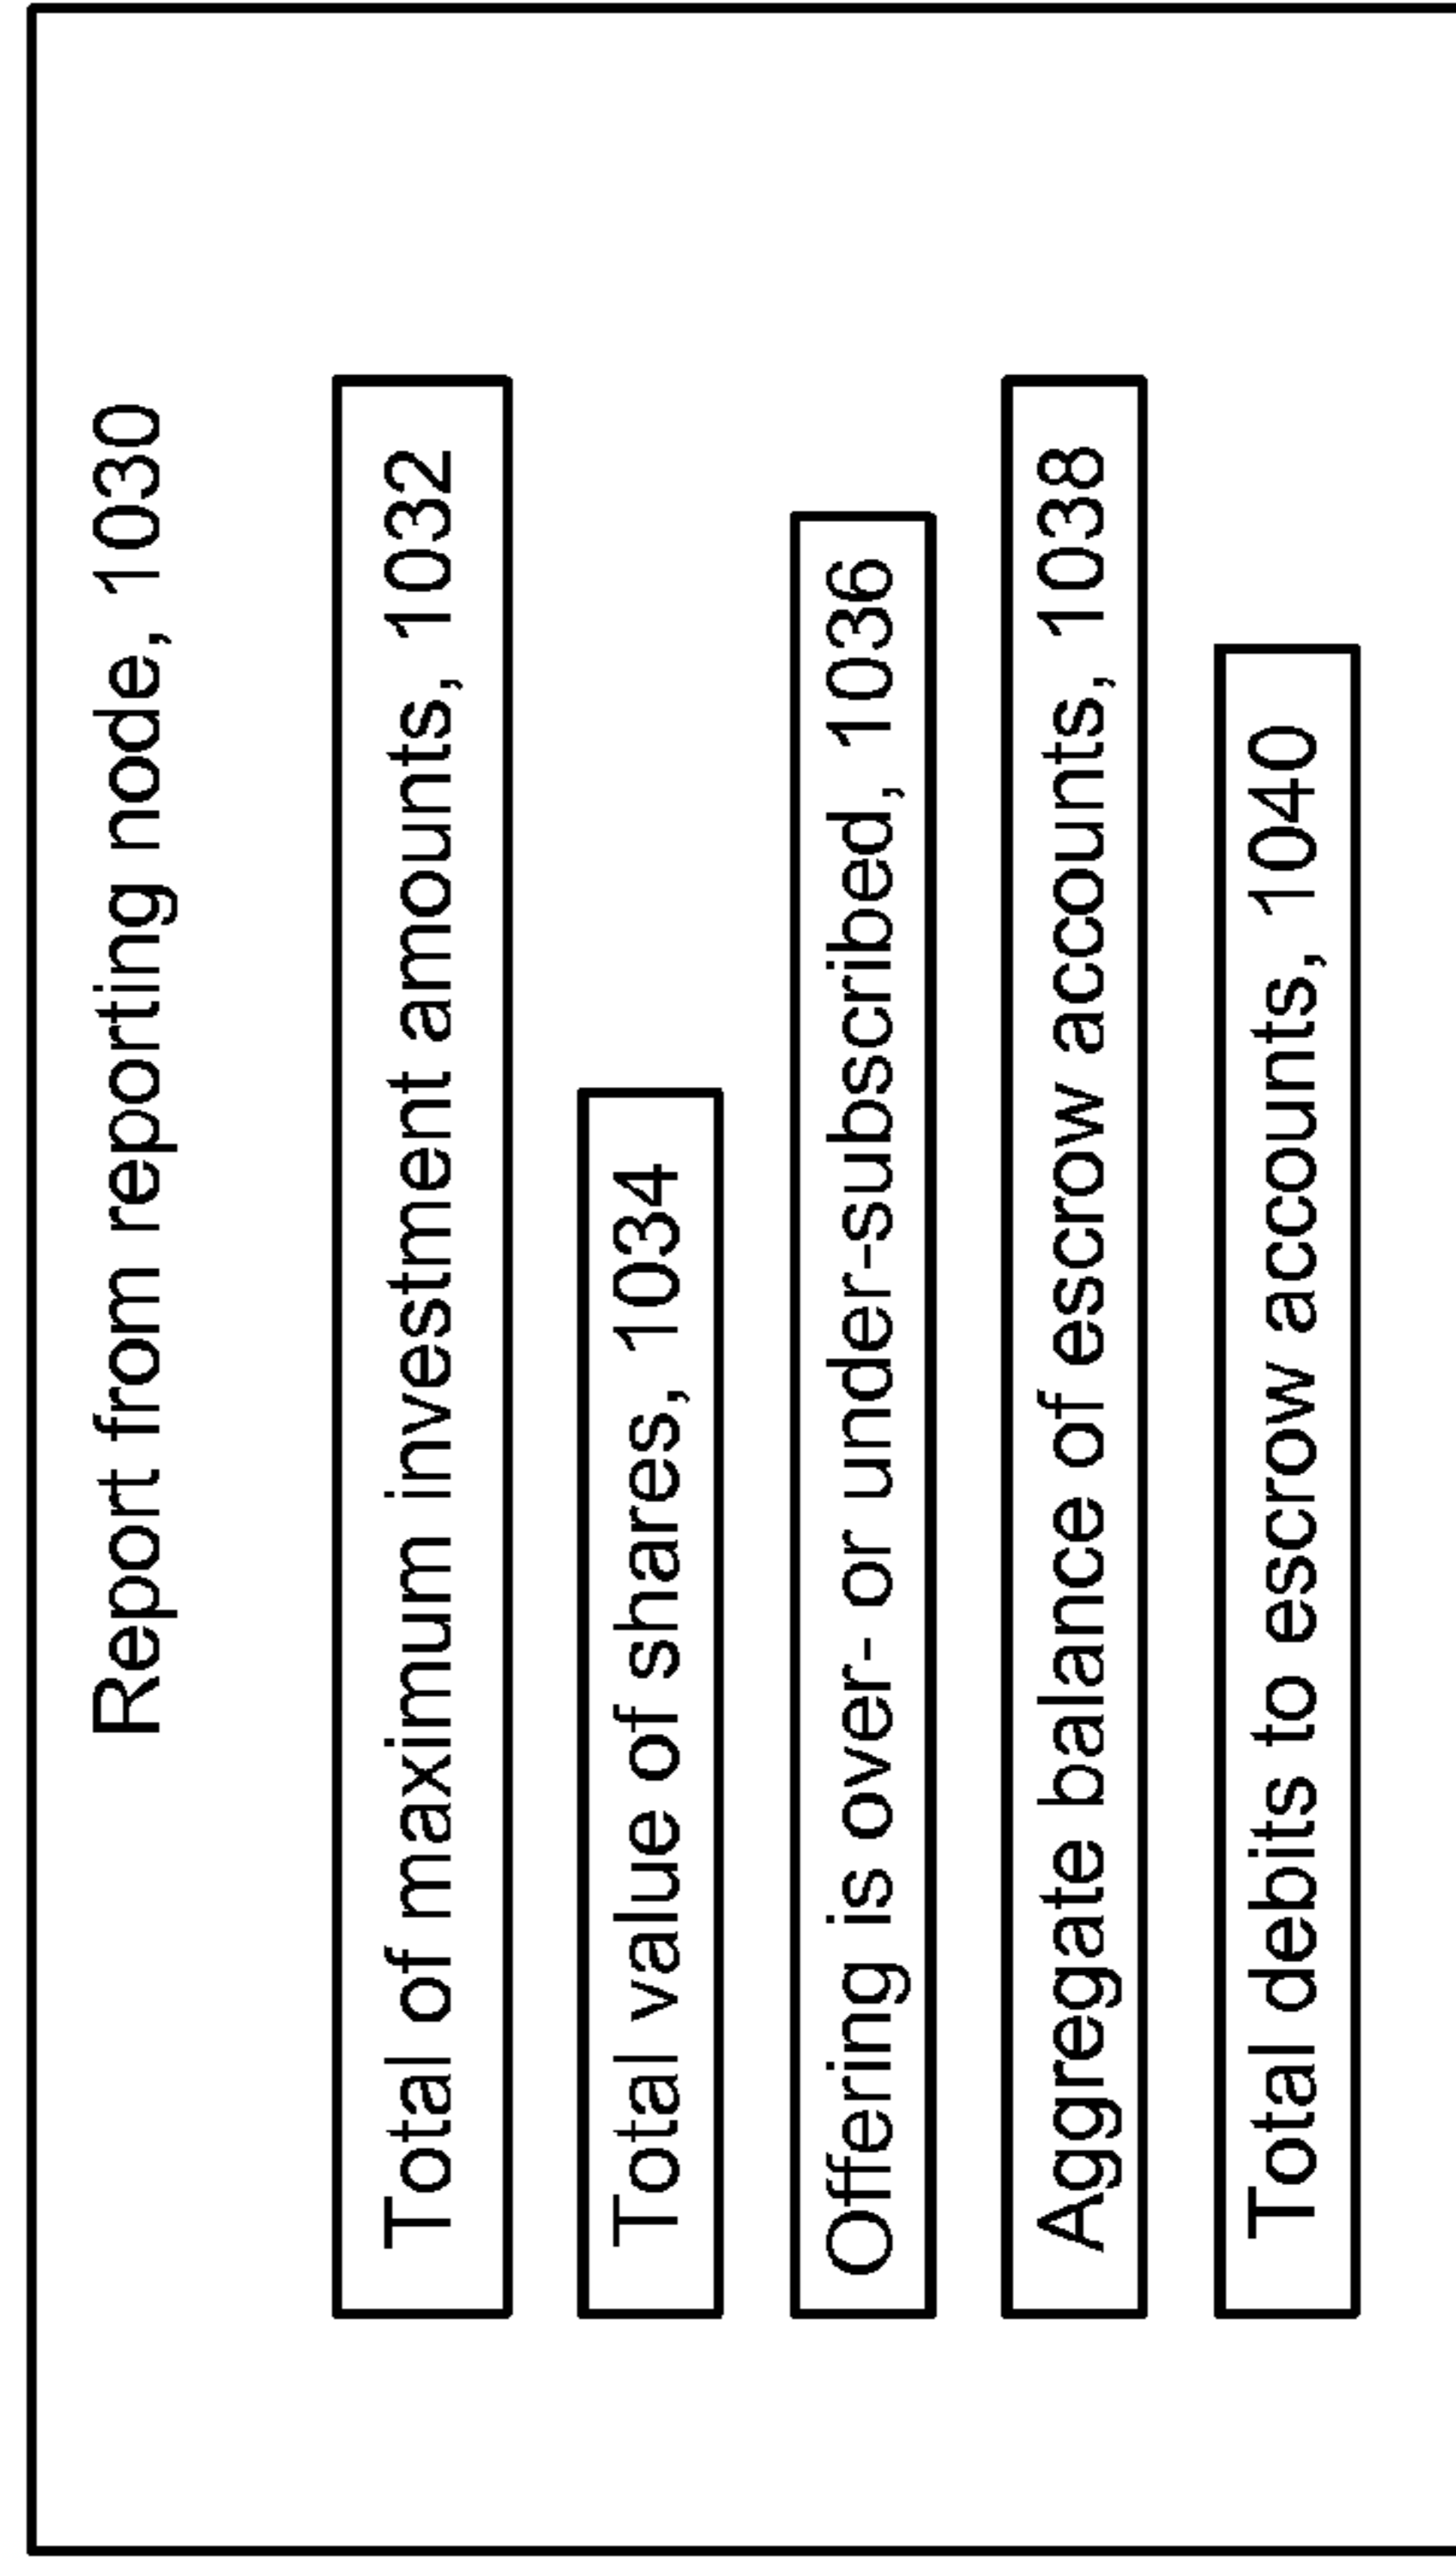 Report from reporting node, 1030
Total of maximum investment amounts, 1032
Total value of shares, 1034
Offering is over- or under-subscribed, 1036
Aggregate balance of escrow accounts, 1038
Total debits to escrow accounts, 1040